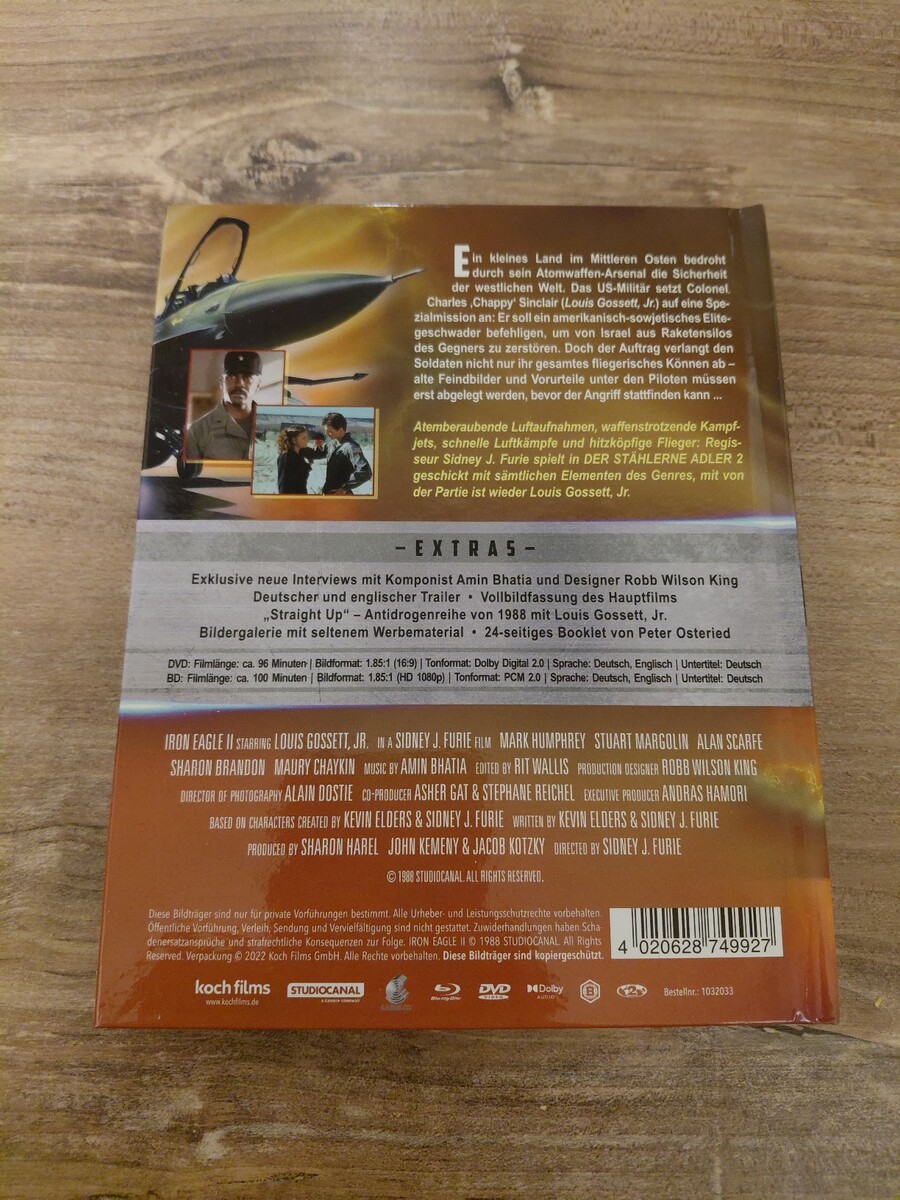 Ein kleines Land im Mittleren Osten bedroht
durch sein Atomwaffen-Arsenal die Sicherheit
der westlichen Welt. Das US-Militär setzt Colonel
Charles ‚Chappy‘ Sinclair (Louis Gossett, Jr.) auf eine Spe-
zialmission an: Er soll ein amerikanisch-sowjetisches Elite-
geschwader befehligen, um von Israel aus Raketensilos
des Gegners zu zerstören. Doch der Auftrag verlangt den
Soldaten nicht nur ihr gesamtes fliegerisches Können ab –
alte Feindbilder und Vorurteile unter den Piloten müssen
erst abgelegt werden, bevor der Angriff stattfinden kann ...
Atemberaubende Luftaufnahmen, waffenstrotzende Kampf-
jets, schnelle Luftkämpfe und hitzköpfige Flieger: Regis-
seur Sidney J. Furie spielt in DER STÄHLERNE ADLER 2
geschickt mit sämtlichen Elementen des Genres, mit von
der Partie ist wieder Louis Gossett, Jr.
– EXTRAS –
Exklusive neue Interviews mit Komponist Amin Bhatia und Designer Robb Wilson King
Deutscher und englischer Trailer • Vollbildfassung des Hauptfilms
„Straight Up“ – Antidrogenreihe von 1988 mit Louis Gossett, Jr.
Bildergalerie mit seltenem Werbematerial • 24-seitiges Booklet von Peter Osteried
DVD: Filmlänge: ca. 96 Minuten | Bildformat: 1.85:1 (16:9) | Tonformat: Dolby Digital 2.0 | Sprache: Deutsch, Englisch | Untertitel: Deutsch
BD: Filmlänge: ca. 100 Minuten | Bildformat: 1.85:1 (HD 1080p) | Tonformat: PCM 2.0 | Sprache: Deutsch, Englisch | Untertitel: Deutsch
IRON EAGLE II STARRING LOUIS GOSSETT, JR. IN A SIDNEY J. FURIE FILM MARK HUMPHREY STUART MARGOLIN ALAN SCARFE
SHARON BRANDON MAURY CHAYKIN MUSIC BY AMIN BHATIA EDITED BY RIT WALLIS PRODUCTION DESIGNER ROBB WILSON KING
DIRECTOR OF PHOTOGRAPHY ALAIN DOSTIE CO-PRODUCER ASHER GAT & STEPHANE REICHEL EXECUTIVE PRODUCER ANDRAS HAMORI
BASED ON CHARACTERS CREATED BY KEVIN ELDERS & SIDNEY J. FURIE WRITTEN BY KEVIN ELDERS & SIDNEY J. FURIE
PRODUCED BY SHARON HAREL JOHN KEMENY & JACOB KOTZKY DIRECTED BY SIDNEY J. FURIE
© 1988 STUDIOCANAL. ALL RIGHTS RESERVED.
Diese Bildträger sind nur für private Vorführungen bestimmt. Alle Urheber- und Leistungsschutzrechte vorbehalten.
Öffentliche Vorführung, Verleih, Sendung und Vervielfältigung sind nicht gestattet. Zuwiderhandlungen haben Scha-
denersatzansprüche und strafrechtliche Konsequenzen zur Folge. IRON EAGLE II © 1988 STUDIOCANAL. All Rights
Reserved. Verpackung © 2022 Koch Films GmbH. Alle Rechte vorbehalten. Diese Bildträger sind kopiergeschützt.
4 020628 749927
koch films
www.kochfilms.de
STUDIOCANAL
A CANAL+ COMPANY
Blu-ray Disc
DVD
VIDEO
Dolby
AUDIO
B
2
Bestellnr.: 1032033